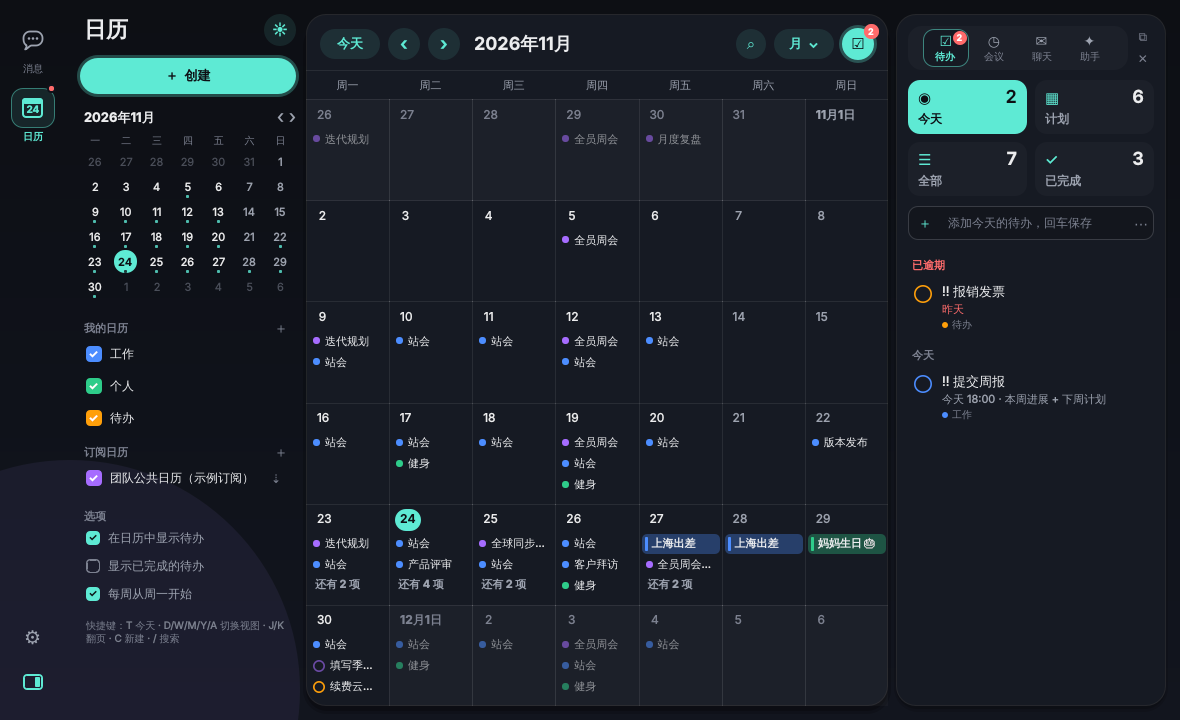 消息
24
日历
日历
+ 创建
2026年11月
一 二 三 四 五 六 日
26 27 28 29 30 31 1
2 3 4 5 6 7 8
9 10 11 12 13 14 15
16 17 18 19 20 21 22
23 24 25 26 27 28 29
30 1 2 3 4 5 6
我的日历 +
工作
个人
待办
订阅日历 +
团队公共日历（示例订阅）
选项
在日历中显示待办
显示已完成的待办
每周从周一开始
快捷键：T 今天 · D/W/M/Y/A 切换视图 · J/K
翻页 · C 新建 · / 搜索
今天 2026年11月 月 2
周一 周二 周三 周四 周五 周六 周日
26 27 28 29 30 31 11月1日
迭代规划 全员周会 月度复盘
2 3 4 5 6 7 8
全员周会
9 10 11 12 13 14 15
迭代规划 站会 站会 全员周会 站会
站会 站会
16 17 18 19 20 21 22
站会 站会 站会 全员周会 站会 版本发布
健身 站会
健身
23 24 25 26 27 28 29
迭代规划 站会 全球同步... 站会 上海出差 上海出差 妈妈生日🎂
站会 产品评审 站会 客户拜访 全员周会...
还有 2 项 还有 4 项 还有 2 项 健身 还有 2 项
30 12月1日 2 3 4 5 6
站会 站会 站会 全员周会 站会
填写季... 健身 站会
续费云... 健身
待办 2 会议 聊天 助手
2 今天
6 计划
7 全部
3 已完成
+ 添加今天的待办，回车保存 ...
已逾期
!! 报销发票
昨天
待办
今天
!! 提交周报
今天 18:00 · 本周进展 + 下周计划
工作